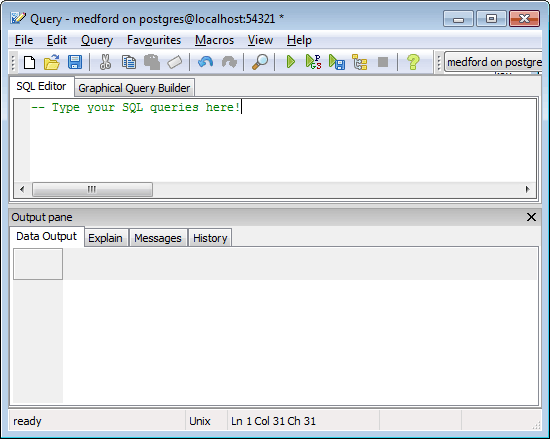 Query - medford on postgres@localhost:54321 *
File Edit Query Favourites Macros View Help
medford on postgre
SQL Editor Graphical Query Builder
-- Type your SQL queries here!
Output pane
Data Output Explain Messages History
ready Unix Ln 1 Col 31 Ch 31